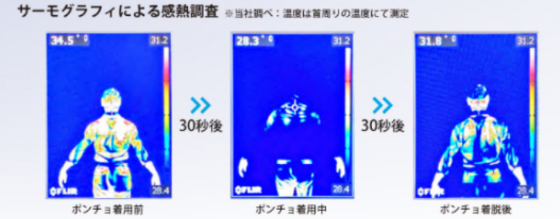 サーモグラフィによる感熱調査 ※当社調べ：温度は首周りの温度にて測定
34.5°c 31.2
28.4
◇FLIR
ポンチョ着用前
30秒後
28.3°c 31.2
28.4
◇FLIR
ポンチョ着用中
30秒後
31.8°c 31.2
28.4
◇FLIR
ポンチョ着脱後